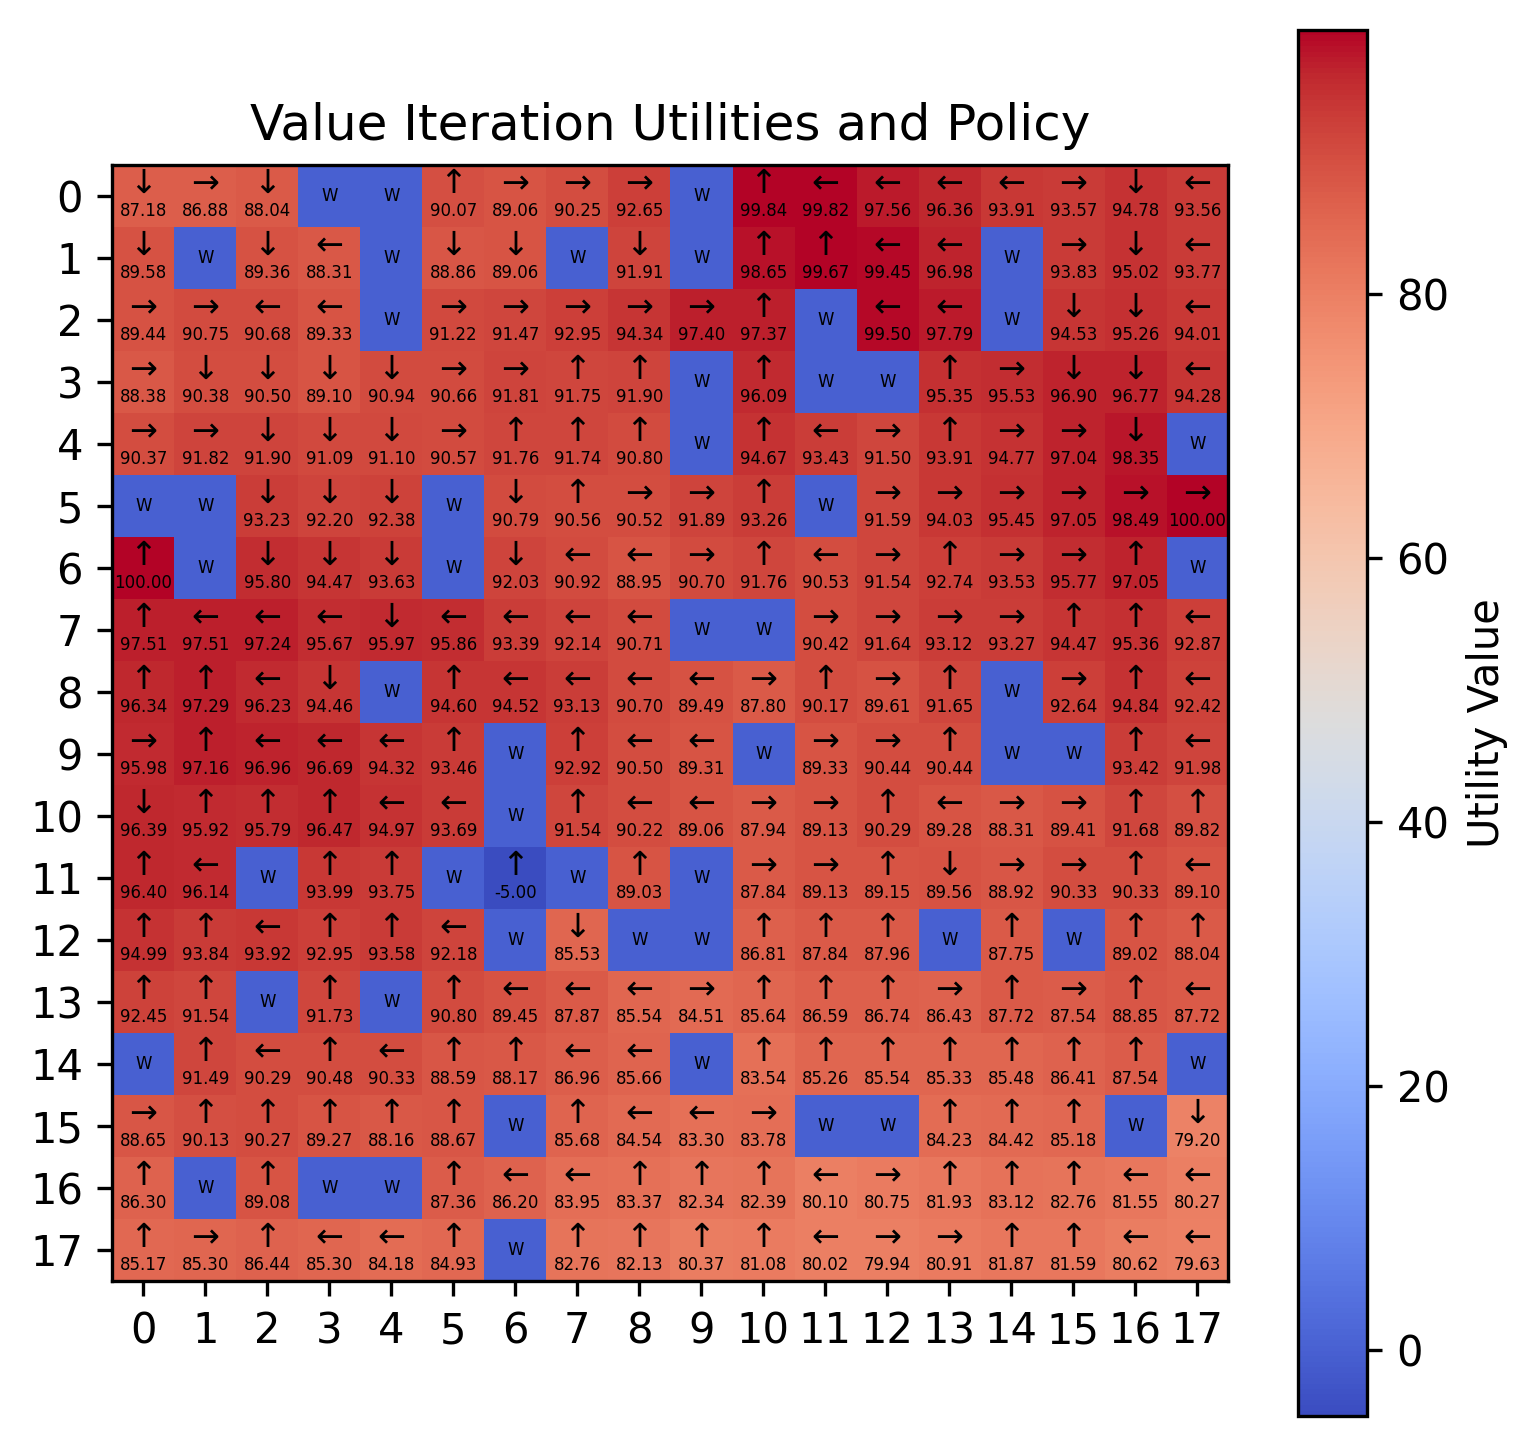 Value Iteration Utilities and Policy
0 ↓ → ↓ W W ↑ → → → W ↑ ← ← ← ← → ↓ ←
87.18 86.88 88.04 90.07 89.06 90.25 92.65 99.84 99.82 97.56 96.36 93.91 93.57 94.78 93.56
1 ↓ W ↓ ← W ↓ ↓ W ↓ W ↑ ↑ ← ← W → ↓ ←
89.58 89.36 88.31 88.86 89.06 91.91 98.65 99.67 99.45 96.98 93.83 95.02 93.77
2 → → ← ← W → → → → → ↑ W ← ← W ↓ ↓ ←
89.44 90.75 90.68 89.33 91.22 91.47 92.95 94.34 97.40 97.37 99.50 97.79 94.53 95.26 94.01
3 → ↓ ↓ ↓ ↓ → → ↑ ↑ W ↑ W W ↑ → ↓ ↓ ←
88.38 90.38 90.50 89.10 90.94 90.66 91.81 91.75 91.90 96.09 95.35 95.53 96.90 96.77 94.28
4 → → ↓ ↓ ↓ → ↑ ↑ ↑ W ↑ ← → ↑ → → ↓ W
90.37 91.82 91.90 91.09 91.10 90.57 91.76 91.74 90.80 94.67 93.43 91.50 93.91 94.77 97.04 98.35
5 W W ↓ ↓ ↓ W ↓ ↑ → → ↑ W → → → → → →
93.23 92.20 92.38 90.79 90.56 90.52 91.89 93.26 91.59 94.03 95.45 97.05 98.49 100.00
6 ↑ W ↓ ↓ ↓ W ↓ ← ← → ↑ ← → ↑ → → ↑ W
100.00 95.80 94.47 93.63 92.03 90.92 88.95 90.70 91.76 90.53 91.54 92.74 93.53 95.77 97.05
7 ↑ ← ← ← ↓ ← ← ← ← W W → → → → ↑ ↑ ←
97.51 97.51 97.24 95.67 95.97 95.86 93.39 92.14 90.71 90.42 91.64 93.12 93.27 94.47 95.36 92.87
8 ↑ ↑ ← ↓ W ↑ ← ← ← ← → ↑ → ↑ W → ↑ ←
96.34 97.29 96.23 94.46 94.60 94.52 93.13 90.70 89.49 87.80 90.17 89.61 91.65 92.64 94.84 92.42
9 → ↑ ← ← ← ↑ W ↑ ← ← W → → ↑ W W ↑ ←
95.98 97.16 96.96 96.69 94.32 93.46 92.92 90.50 89.31 89.33 90.44 90.44 93.42 91.98
10 ↓ ↑ ↑ ↑ ← ← W ↑ ← ← → → ↑ ← → → ↑ ↑
96.39 95.92 95.79 96.47 94.97 93.69 91.54 90.22 89.06 87.94 89.13 90.29 89.28 88.31 89.41 91.68 89.82
11 ↑ ← W ↑ ↑ W ↑ W ↑ W → → ↑ ↓ → → ↑ ←
96.40 96.14 93.99 93.75 -5.00 89.03 87.84 89.13 89.15 89.56 88.92 90.33 90.33 89.10
12 ↑ ↑ ← ↑ ↑ ← W ↓ W W ↑ ↑ ↑ W ↑ W ↑ ↑
94.99 93.84 93.92 92.95 93.58 92.18 85.53 86.81 87.84 87.96 87.75 89.02 88.04
13 ↑ ↑ W ↑ W ↑ ← ← ← → ↑ ↑ ↑ → ↑ → ↑ ←
92.45 91.54 91.73 90.80 89.45 87.87 85.54 84.51 85.64 86.59 86.74 86.43 87.72 87.54 88.85 87.72
14 W ↑ ← ↑ ← ↑ ↑ ← ← W ↑ ↑ ↑ ↑ ↑ ↑ ↑ W
91.49 90.29 90.48 90.33 88.59 88.17 86.96 85.66 83.54 85.26 85.54 85.33 85.48 86.41 87.54
15 → ↑ ↑ ↑ ↑ ↑ W ↑ ← ← → W W ↑ ↑ ↑ W ↓
88.65 90.13 90.27 89.27 88.16 88.67 85.68 84.54 83.30 83.78 84.23 84.42 85.18 79.20
16 ↑ W ↑ W W ↑ ← ← ↑ ↑ ↑ ← → ↑ ↑ ↑ ← ←
86.30 89.08 87.36 86.20 83.95 83.37 82.34 82.39 80.10 80.75 81.93 83.12 82.76 81.55 80.27
17 ↑ → ↑ ← ← ↑ W ↑ ↑ ↑ ↑ ← → → ↑ ↑ ← ←
85.17 85.30 86.44 85.30 84.18 84.93 82.76 82.13 80.37 81.08 80.02 79.94 80.91 81.87 81.59 80.62 79.63
0 1 2 3 4 5 6 7 8 9 10 11 12 13 14 15 16 17
80
60
40
20
0
Utility Value